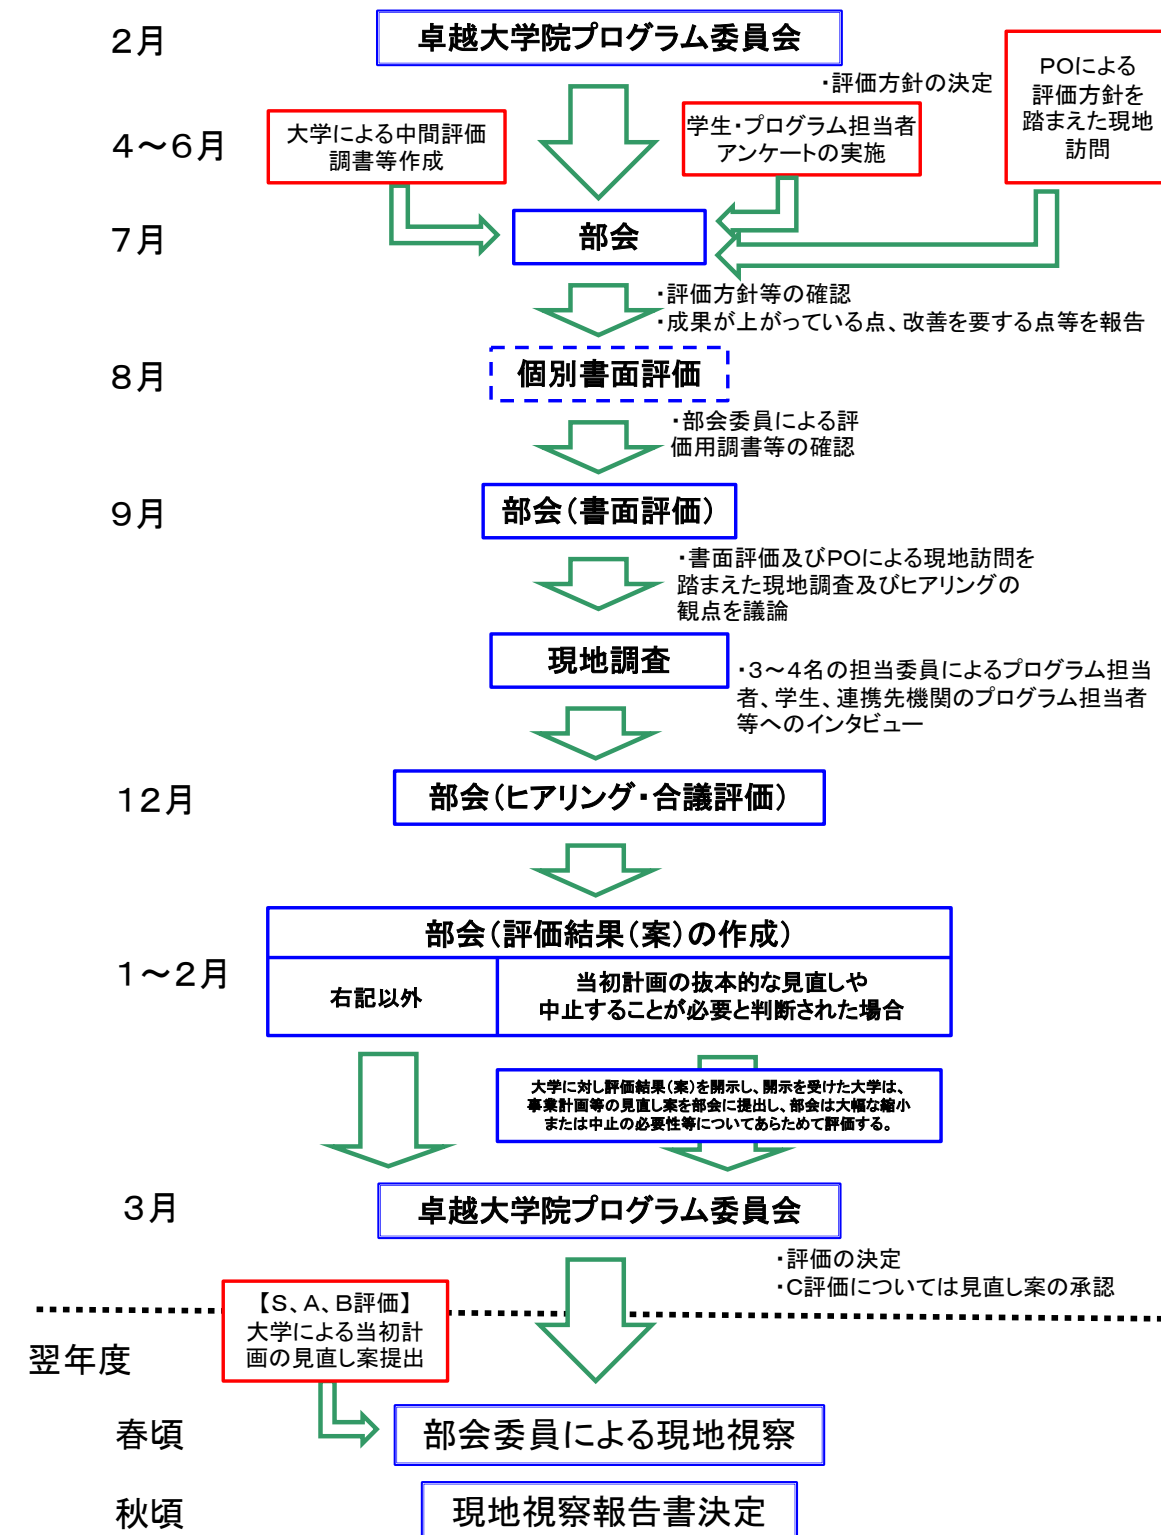 2月
卓越大学院プログラム委員会
・評価方針の決定
POによる
評価方針を
踏まえた現地
訪問
4～6月
大学による中間評価
調書等作成
学生・プログラム担当者
アンケートの実施
7月
部会
・評価方針等の確認
・成果が上がっている点、改善を要する点等を報告
8月
個別書面評価
・部会委員による評
価用調書等の確認
9月
部会（書面評価）
・書面評価及びPOによる現地訪問を
踏まえた現地調査及びヒアリングの
観点を議論
現地調査
・3～4名の担当委員によるプログラム担当
者、学生、連携先機関のプログラム担当者
等へのインタビュー
12月
部会（ヒアリング・合議評価）
1～2月
部会（評価結果（案）の作成）
右記以外
当初計画の抜本的な見直しや
中止することが必要と判断された場合
大学に対し評価結果（案）を開示し、開示を受けた大学は、
事業計画等の見直し案を部会に提出し、部会は大幅な縮小
または中止の必要性等についてあらためて評価する。
3月
卓越大学院プログラム委員会
・評価の決定
・C評価については見直し案の承認
【S、A、B評価】
大学による当初計
画の見直し案提出
翌年度
春頃
部会委員による現地視察
秋頃
現地視察報告書決定